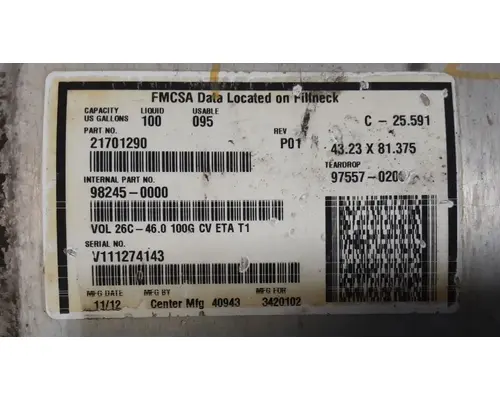 FMCSA Data Located on Fillneck
CAPACITY LIQUID USABLE
US GALLONS 100 095 C - 25.591
PART NO. REV
21701290 P01 43.23 X 81.375
TEARDROP
INTERNAL PART NO. 97557-020
98245-0000
VOL 26C-46.0 100G CV ETA T1
SERIAL NO.
V111274143
MFG DATE MFG BY MFG FOR
11/12 Center Mfg 40943 3420102